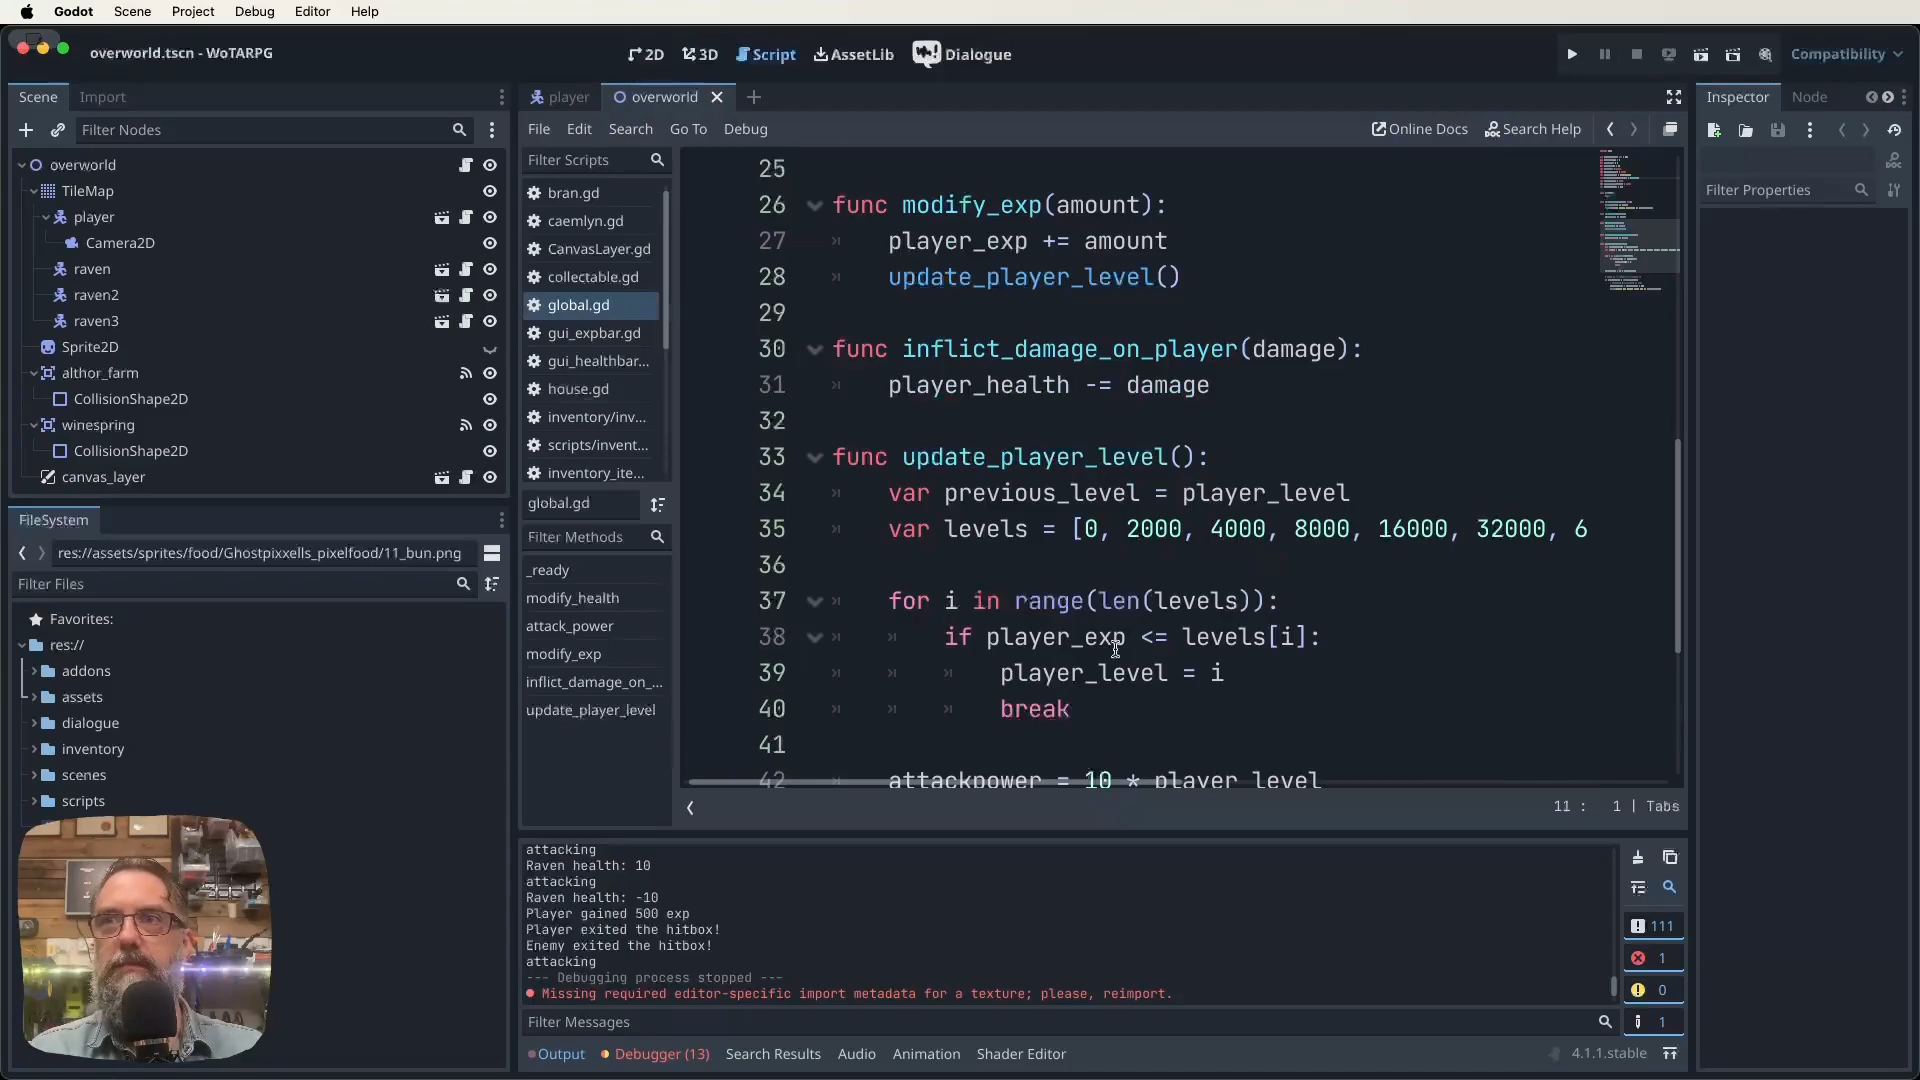 Godot Scene Project Debug Editor Help
overworld.tscn - WoTARPG
2D 3D Script AssetLib Dialogue
Compatibility
Scene Import
Filter Nodes
overworld
TileMap
player
Camera2D
raven
raven2
raven3
Sprite2D
althor_farm
CollisionShape2D
winespring
CollisionShape2D
canvas_layer
FileSystem
res://assets/sprites/food/Ghostpixxells_pixelfood/11_bun.png
Filter Files
Favorites:
res://
addons
assets
dialogue
inventory
scenes
scripts
player overworld
File Edit Search Go To Debug
Online Docs Search Help
Filter Scripts
bran.gd
caemlyn.gd
CanvasLayer.gd
collectable.gd
global.gd
gui_expbar.gd
gui_healthbar...
house.gd
inventory/inv...
scripts/invent...
inventory_ite...
global.gd
Filter Methods
_ready
modify_health
attack_power
modify_exp
inflict_damage_on_...
update_player_level
25
26 func modify_exp(amount):
27 player_exp += amount
28 update_player_level()
29
30 func inflict_damage_on_player(damage):
31 player_health -= damage
32
33 func update_player_level():
34 var previous_level = player_level
35 var levels = [0, 2000, 4000, 8000, 16000, 32000, 6
36
37 for i in range(len(levels)):
38 if player_exp <= levels[i]:
39 player_level = i
40 break
41
42 attackpower = 10 * player_level
11 : 1 | Tabs
attacking
Raven health: 10
attacking
Raven health: -10
Player gained 500 exp
Player exited the hitbox!
Enemy exited the hitbox!
attacking
--- Debugging process stopped ---
Missing required editor-specific import metadata for a texture; please, reimport.
Filter Messages
111
1
0
1
Output Debugger (13) Search Results Audio Animation Shader Editor
4.1.1.stable
Inspector Node
Filter Properties